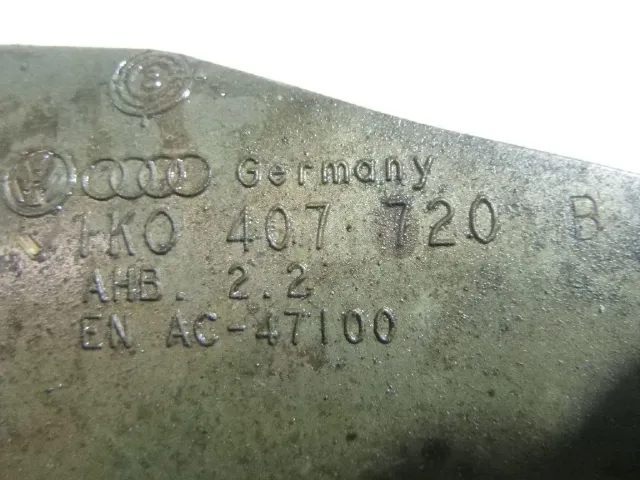 Germany
1K0 407 720 B
AHB. 2.2
EN AC-47100